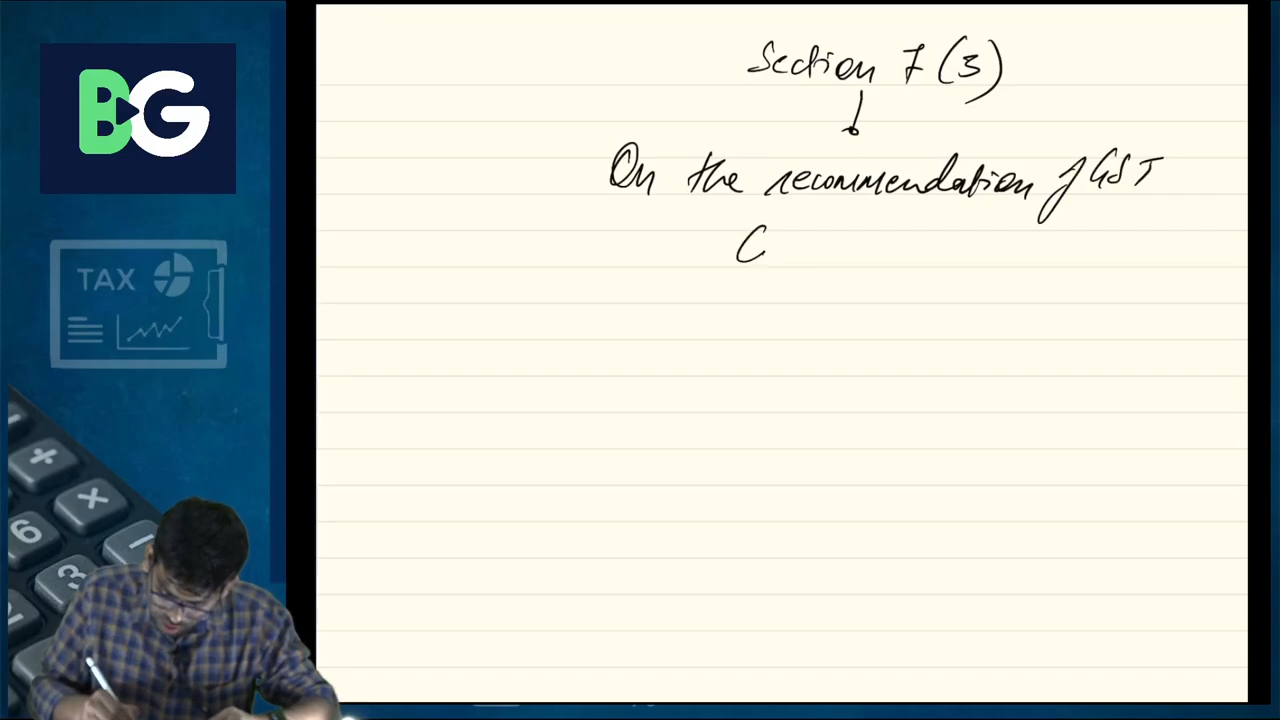 BG
TAX
Section 7 (3)
On the recommendation of GST
C